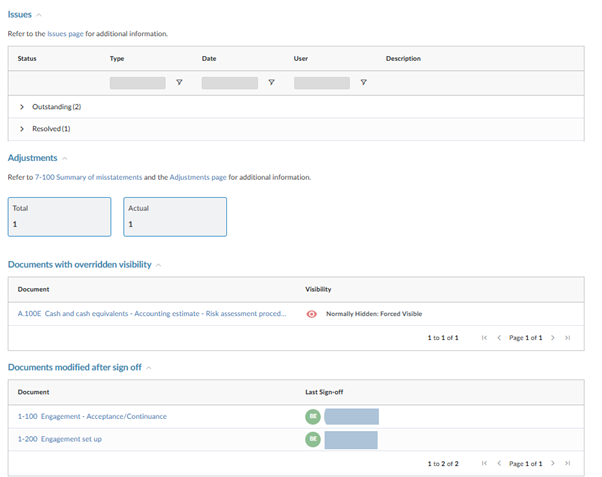 Issues
Refer to the Issues page for additional information.
Status Type Date User Description
Outstanding (2)
Resolved (1)
Adjustments
Refer to 7-100 Summary of misstatements and the Adjustments page for additional information.
Total Actual
1 1
Documents with overridden visibility
Document Visibility
A.100E Cash and cash equivalents - Accounting estimate - Risk assessment proced... Normally Hidden: Forced Visible
1 to 1 of 1 Page 1 of 1
Documents modified after sign off
Document Last Sign-off
1-100 Engagement - Acceptance/Continuance
1-200 Engagement set up
1 to 2 of 2 Page 1 of 1